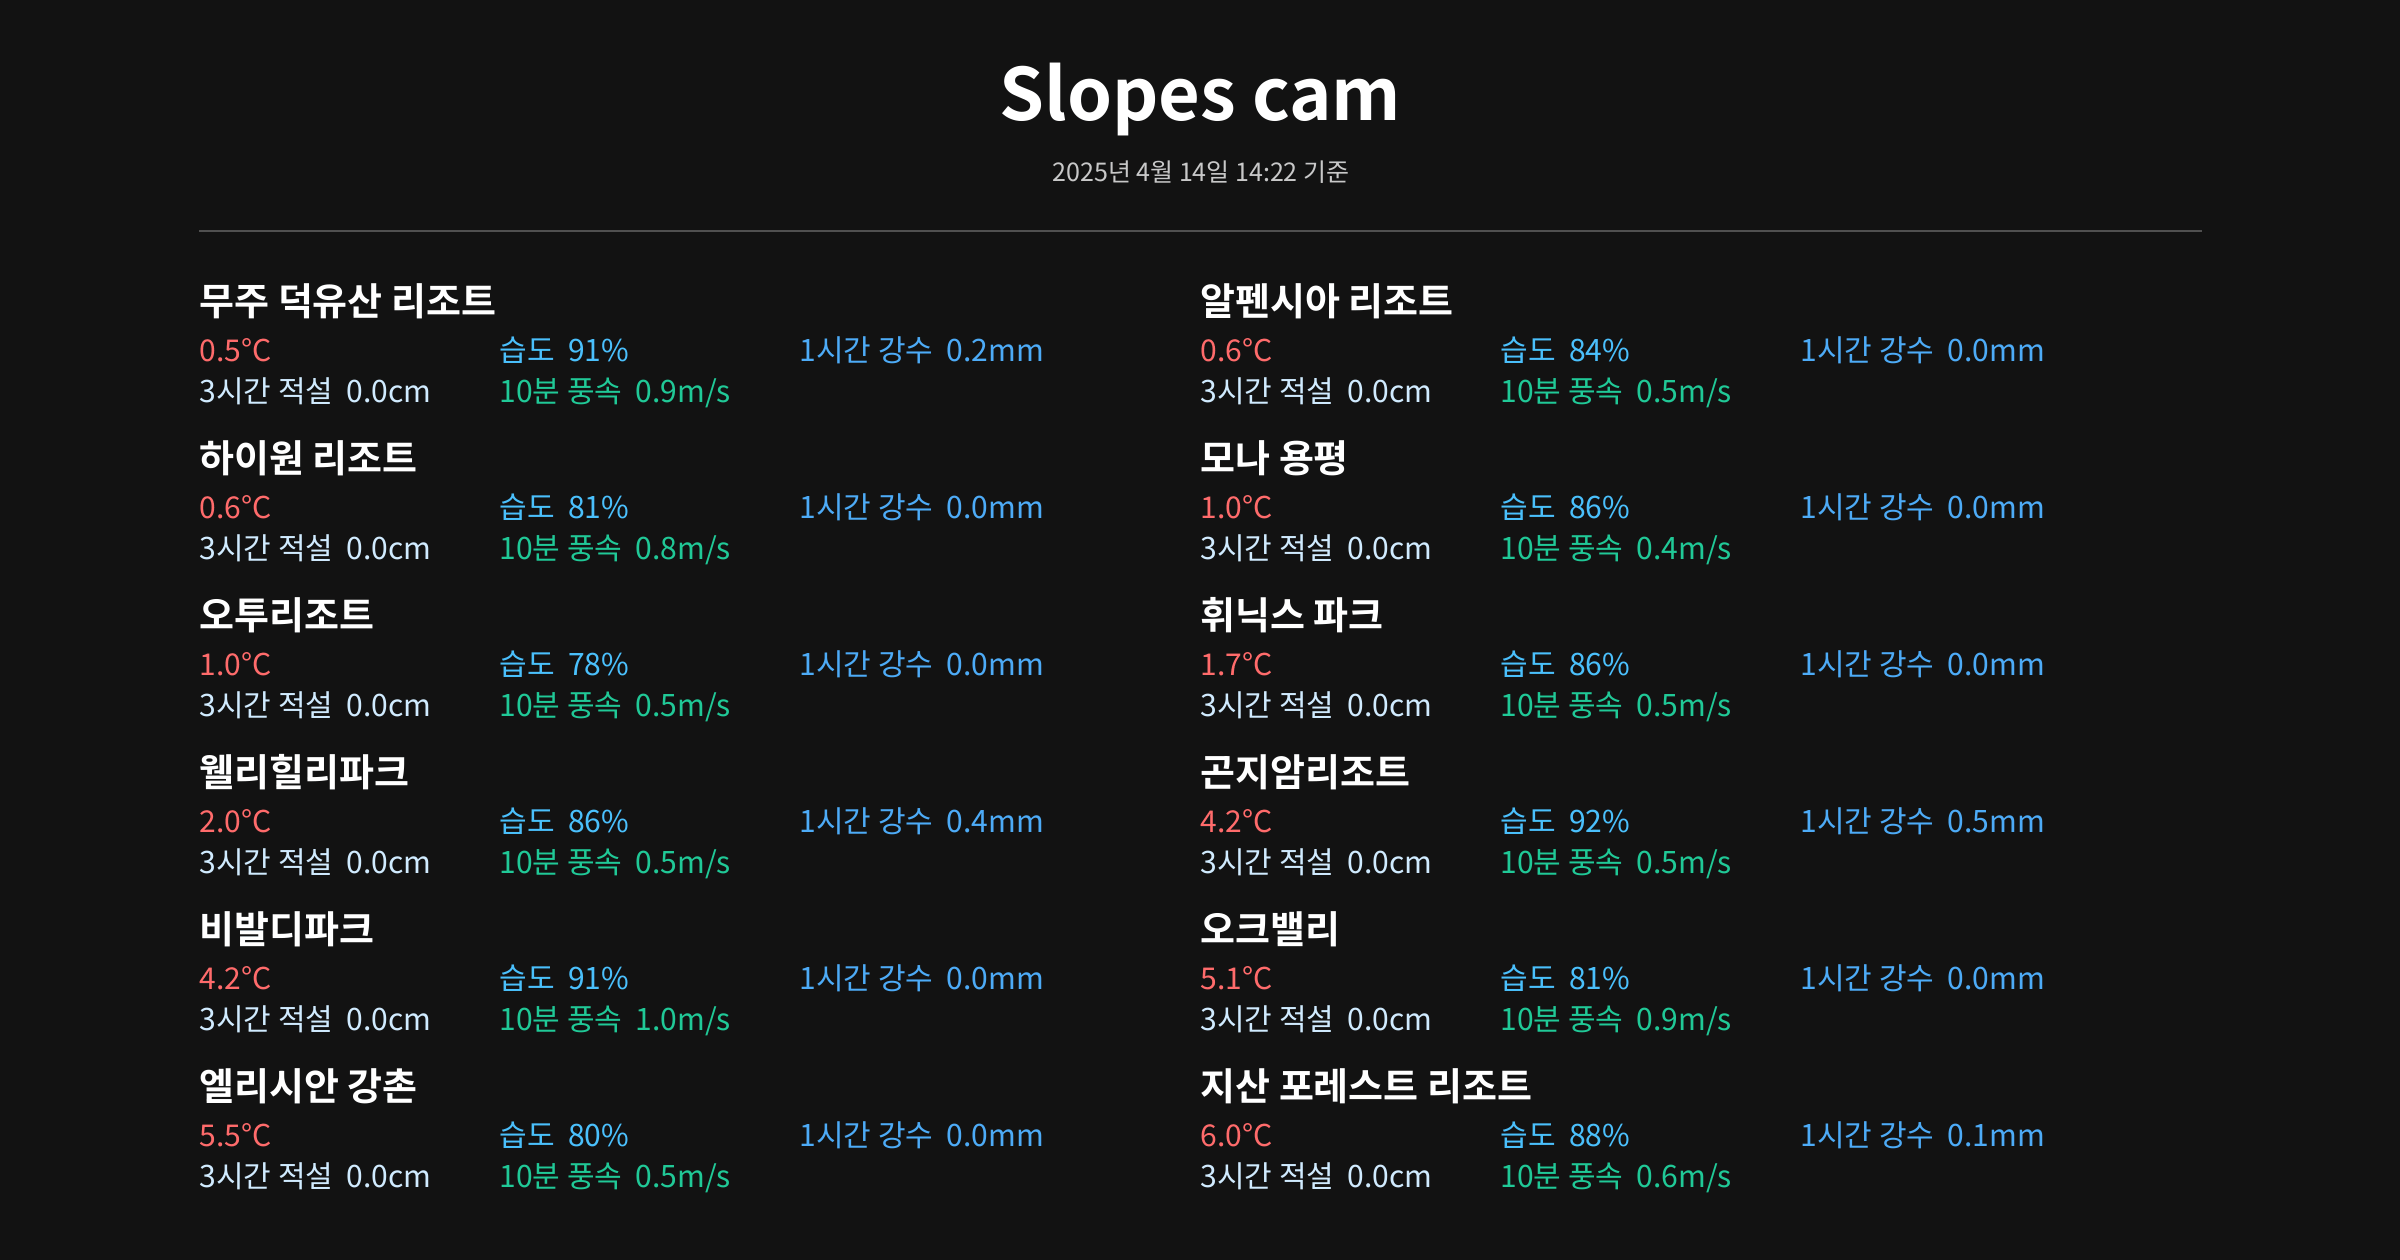 Slopes cam
2025년 4월 14일 14:22 기준
무주 덕유산 리조트
0.5°C 습도 91% 1시간 강수 0.2mm
3시간 적설 0.0cm 10분 풍속 0.9m/s
알펜시아 리조트
0.6°C 습도 84% 1시간 강수 0.0mm
3시간 적설 0.0cm 10분 풍속 0.5m/s
하이원 리조트
0.6°C 습도 81% 1시간 강수 0.0mm
3시간 적설 0.0cm 10분 풍속 0.8m/s
모나 용평
1.0°C 습도 86% 1시간 강수 0.0mm
3시간 적설 0.0cm 10분 풍속 0.4m/s
오투리조트
1.0°C 습도 78% 1시간 강수 0.0mm
3시간 적설 0.0cm 10분 풍속 0.5m/s
휘닉스 파크
1.7°C 습도 86% 1시간 강수 0.0mm
3시간 적설 0.0cm 10분 풍속 0.5m/s
웰리힐리파크
2.0°C 습도 86% 1시간 강수 0.4mm
3시간 적설 0.0cm 10분 풍속 0.5m/s
곤지암리조트
4.2°C 습도 92% 1시간 강수 0.5mm
3시간 적설 0.0cm 10분 풍속 0.5m/s
비발디파크
4.2°C 습도 91% 1시간 강수 0.0mm
3시간 적설 0.0cm 10분 풍속 1.0m/s
오크밸리
5.1°C 습도 81% 1시간 강수 0.0mm
3시간 적설 0.0cm 10분 풍속 0.9m/s
엘리시안 강촌
5.5°C 습도 80% 1시간 강수 0.0mm
3시간 적설 0.0cm 10분 풍속 0.5m/s
지산 포레스트 리조트
6.0°C 습도 88% 1시간 강수 0.1mm
3시간 적설 0.0cm 10분 풍속 0.6m/s